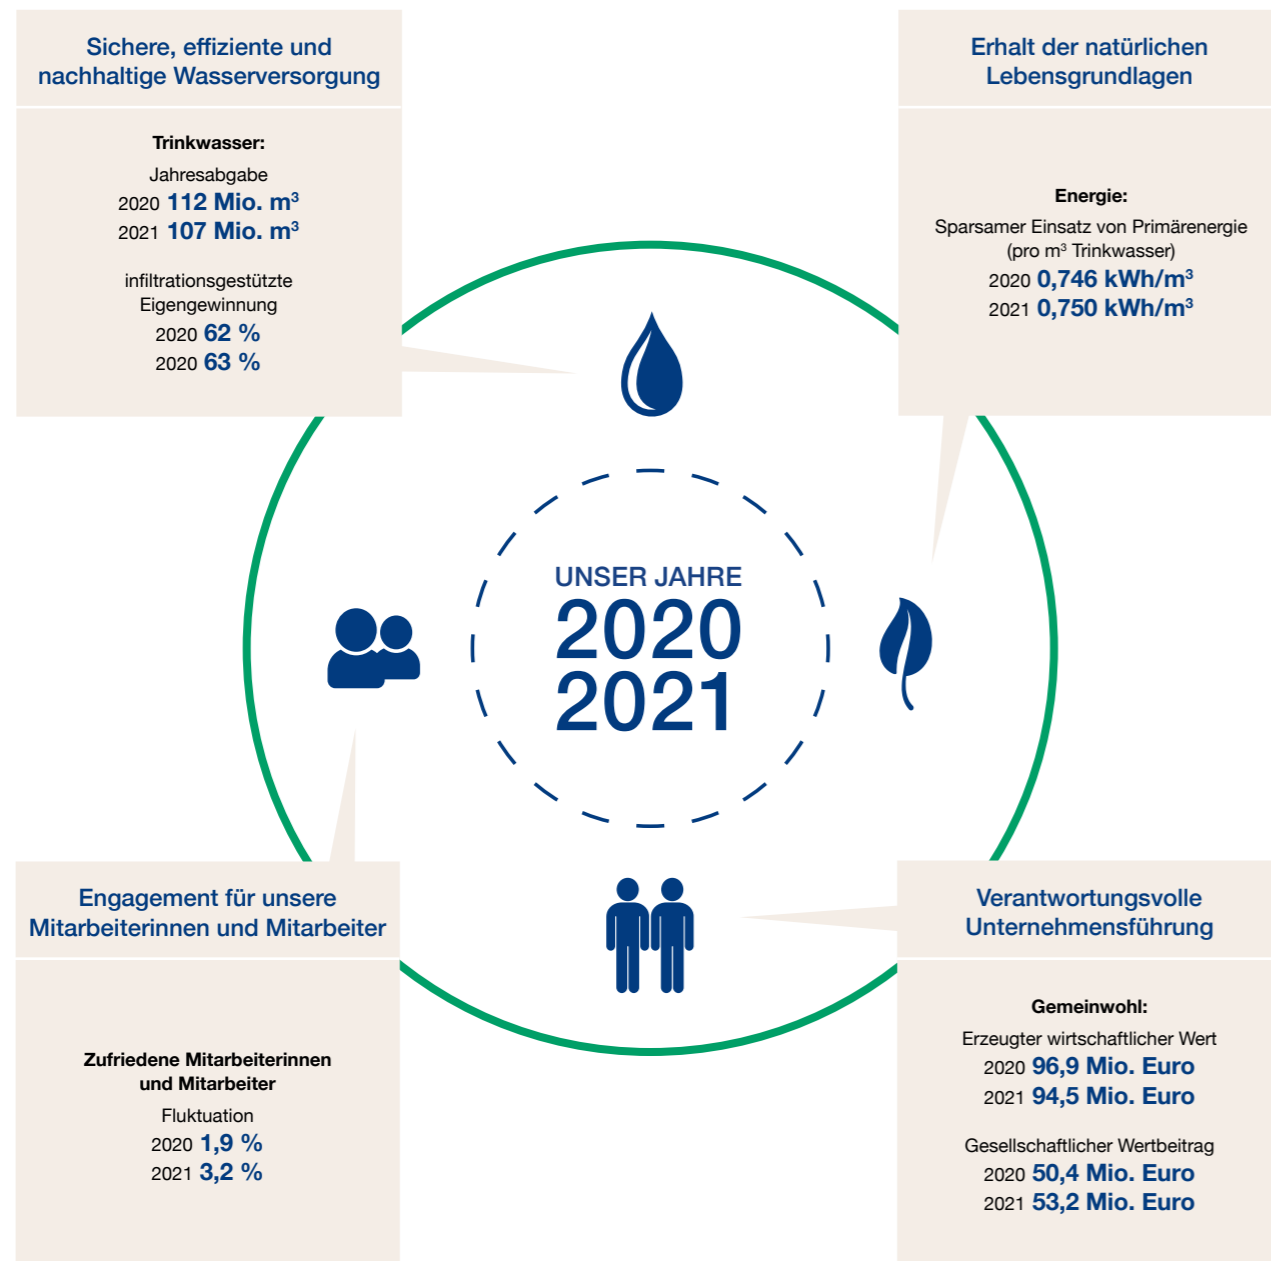 Sichere, effiziente und
nachhaltige Wasserversorgung
Trinkwasser:
Jahresabgabe
2020 112 Mio. m³
2021 107 Mio. m³
infiltrationsgestützte
Eigengewinnung
2020 62 %
2020 63 %
Erhalt der natürlichen
Lebensgrundlagen
Energie:
Sparsamer Einsatz von Primärenergie
(pro m³ Trinkwasser)
2020 0,746 kWh/m³
2021 0,750 kWh/m³
UNSER JAHRE
2020
2021
Engagement für unsere
Mitarbeiterinnen und Mitarbeiter
Zufriedene Mitarbeiterinnen
und Mitarbeiter
Fluktuation
2020 1,9 %
2021 3,2 %
Verantwortungsvolle
Unternehmensführung
Gemeinwohl:
Erzeugter wirtschaftlicher Wert
2020 96,9 Mio. Euro
2021 94,5 Mio. Euro
Gesellschaftlicher Wertbeitrag
2020 50,4 Mio. Euro
2021 53,2 Mio. Euro